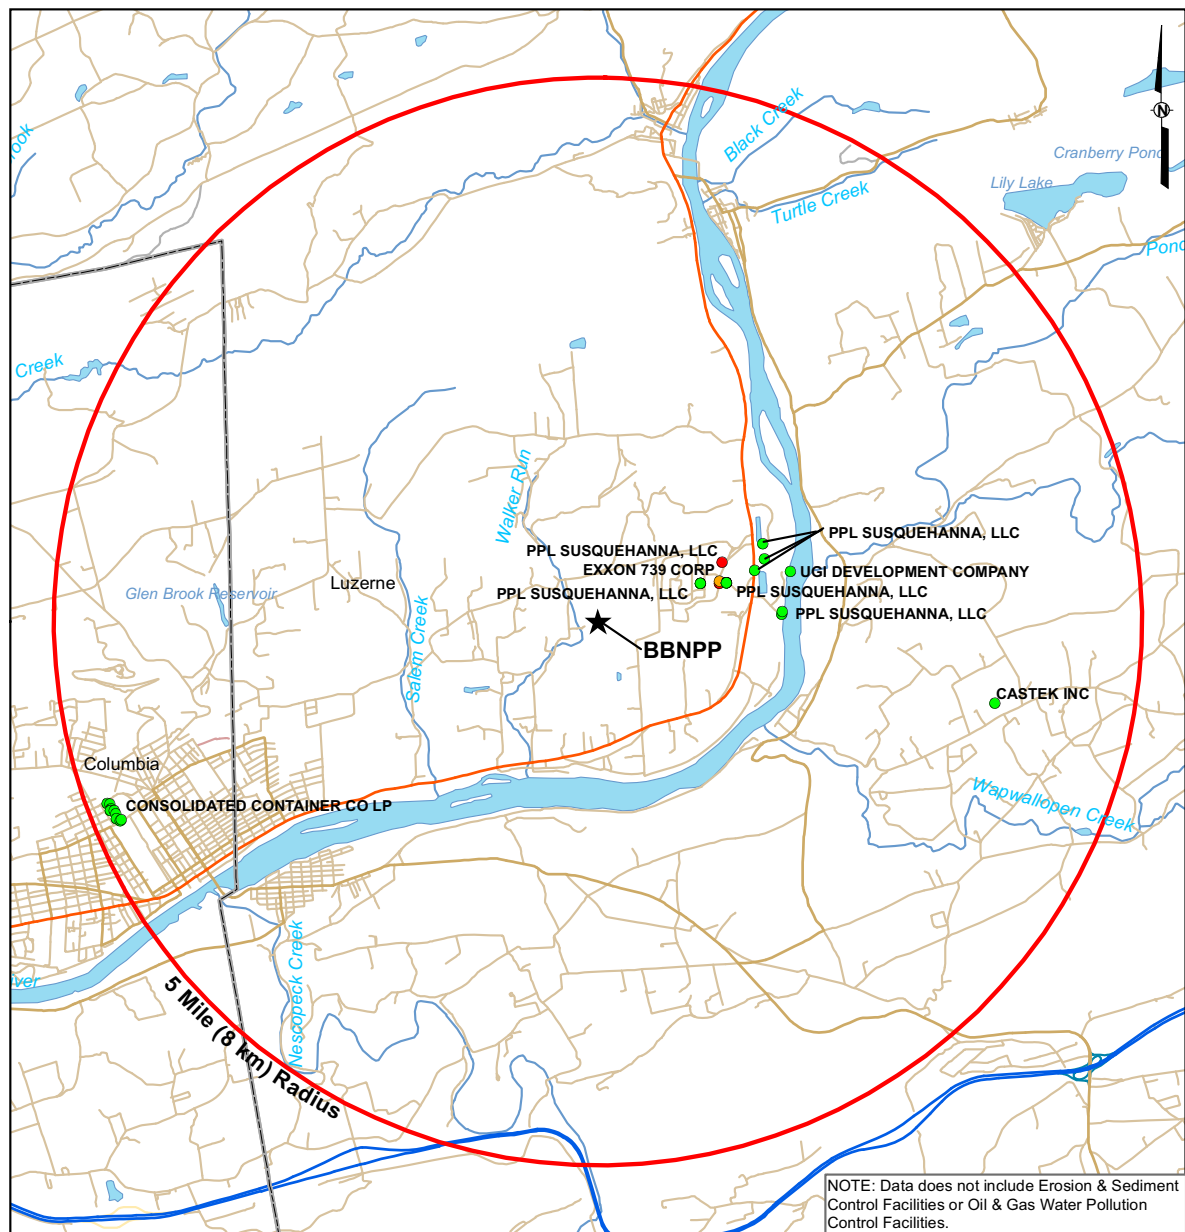 Black Creek
N
Cranberry Pond
Lily Lake
Turtle Creek
Pond
Creek
Walker Run
PPL SUSQUEHANNA, LLC
PPL SUSQUEHANNA, LLC
EXXON 739 CORP
UGI DEVELOPMENT COMPANY
Luzerne
Glen Brook Reservoir
PPL SUSQUEHANNA, LLC
PPL SUSQUEHANNA, LLC
PPL SUSQUEHANNA, LLC
BBNPP
Salem Creek
CASTEK INC
Columbia
CONSOLIDATED CONTAINER CO LP
Wapwallopen Creek
Nescopeck Creek
5 Mile (8 km) Radius
NOTE: Data does not include Erosion & Sediment
Control Facilities or Oil & Gas Water Pollution
Control Facilities.